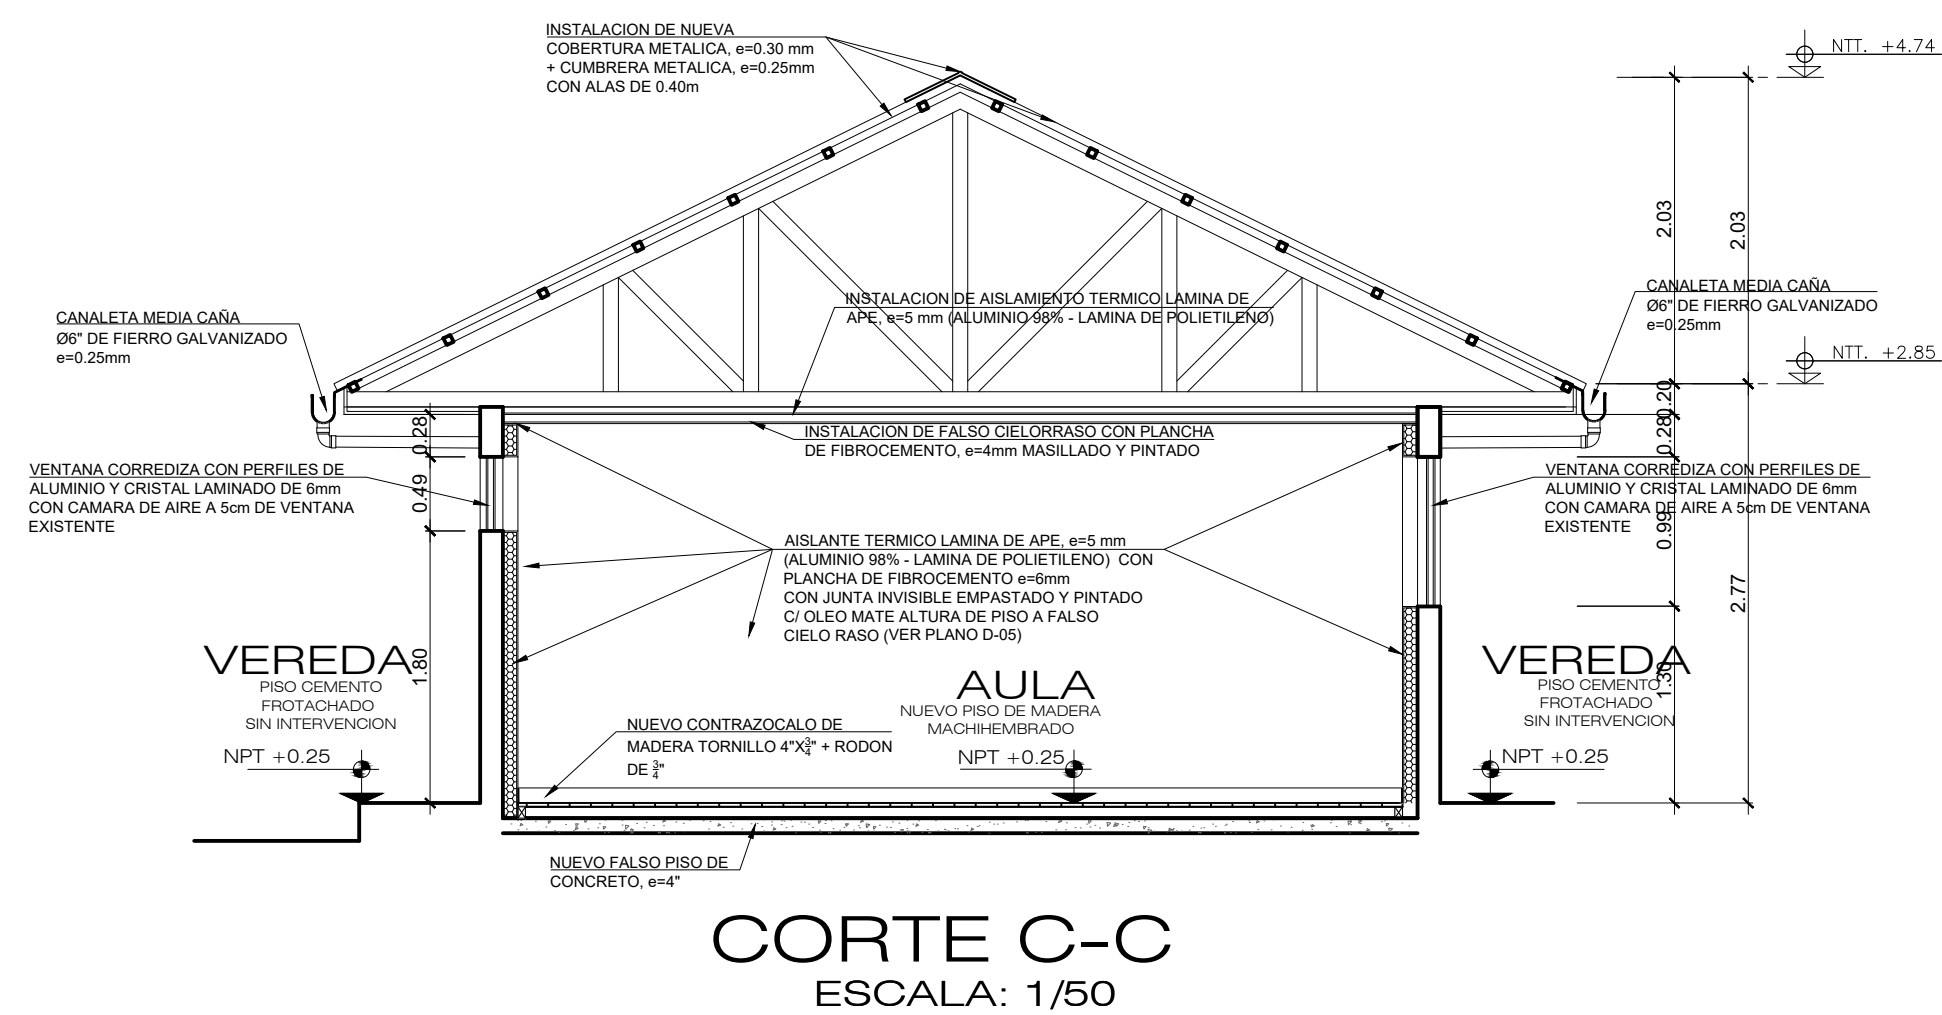 INSTALACION DE NUEVA
COBERTURA METALICA, e=0.30 mm
+ CUMBRERA METALICA, e=0.25mm
CON ALAS DE 0.40m
NTT. +4.74
2.03
2.03
CANALETA MEDIA CAÑA
Ø6" DE FIERRO GALVANIZADO
e=0.25mm
INSTALACION DE AISLAMIENTO TERMICO LAMINA DE
APE, e=5 mm (ALUMINIO 98% - LAMINA DE POLIETILENO)
CANALETA MEDIA CAÑA
Ø6" DE FIERRO GALVANIZADO
e=0.25mm
NTT. +2.85
0.20
0.28
0.28
INSTALACION DE FALSO CIELORRASO CON PLANCHA
DE FIBROCEMENTO, e=4mm MASILLADO Y PINTADO
VENTANA CORREDIZA CON PERFILES DE
ALUMINIO Y CRISTAL LAMINADO DE 6mm
CON CAMARA DE AIRE A 5cm DE VENTANA
EXISTENTE
0.49
VENTANA CORREDIZA CON PERFILES DE
ALUMINIO Y CRISTAL LAMINADO DE 6mm
CON CAMARA DE AIRE A 5cm DE VENTANA
EXISTENTE
0.99
2.77
AISLANTE TERMICO LAMINA DE APE, e=5 mm
(ALUMINIO 98% - LAMINA DE POLIETILENO) CON
PLANCHA DE FIBROCEMENTO e=6mm
CON JUNTA INVISIBLE EMPASTADO Y PINTADO
C/ OLEO MATE ALTURA DE PISO A FALSO
CIELO RASO (VER PLANO D-05)
VEREDA
PISO CEMENTO
FROTACHADO
SIN INTERVENCION
NPT +0.25
1.80
AULA
NUEVO PISO DE MADERA
MACHIHEMBRADO
NPT +0.25
VEREDA
PISO CEMENTO
FROTACHADO
SIN INTERVENCION
NPT +0.25
1.30
NUEVO CONTRAZOCALO DE
MADERA TORNILLO 4"X3/4" + RODON
DE 3/4"
NUEVO FALSO PISO DE
CONCRETO, e=4"
CORTE C-C
ESCALA: 1/50